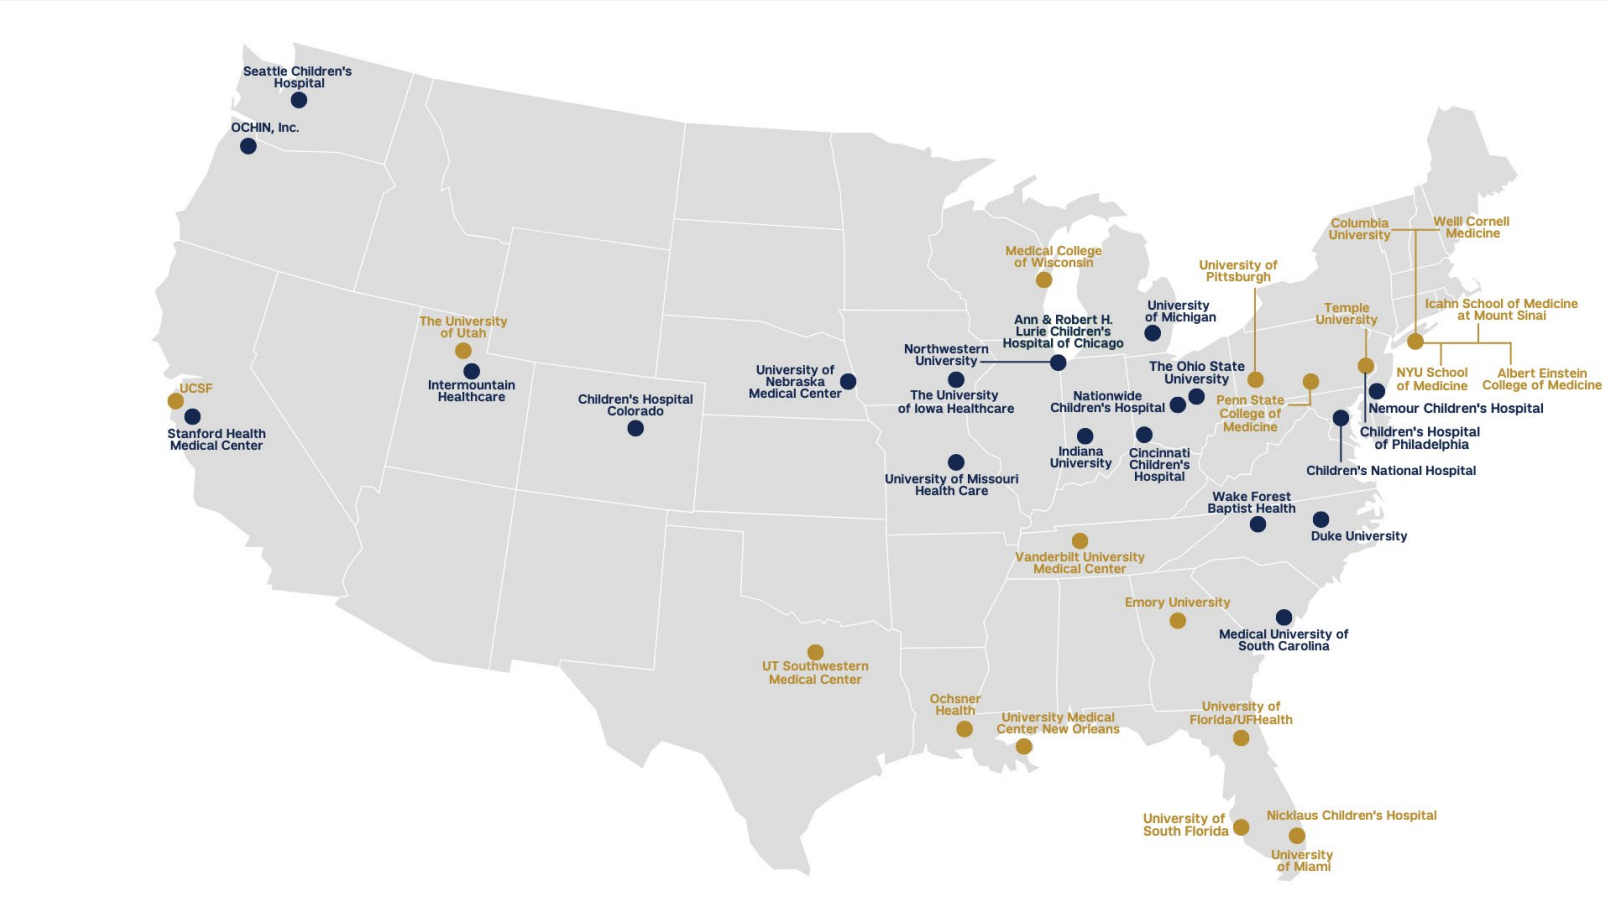 Seattle Children's
Hospital
OCHIN, Inc.
Columbia
University
Weill Cornell
Medicine
Medical College
of Wisconsin
University of
Pittsburgh
Icahn School of Medicine
at Mount Sinai
University
of Michigan
Temple
University
The University
of Utah
Ann & Robert H.
Lurie Children's
Hospital of Chicago
Northwestern
University
The Ohio State
University
University of
Nebraska
Medical Center
NYU School
of Medicine
Albert Einstein
College of Medicine
Intermountain
Healthcare
UCSF
Children's Hospital
Colorado
The University
of Iowa Healthcare
Nationwide
Children's Hospital
Penn State
College of
Medicine
Nemour Children's Hospital
Stanford Health
Medical Center
Children's Hospital
of Philadelphia
Indiana
University
Cincinnati
Children's
Hospital
Children's National Hospital
University of Missouri
Health Care
Wake Forest
Baptist Health
Duke University
Vanderbilt University
Medical Center
Emory University
Medical University of
South Carolina
UT Southwestern
Medical Center
Ochsner
Health
University Medical
Center New Orleans
University of
Florida/UFHealth
University of
South Florida
Nicklaus Children's Hospital
University
of Miami